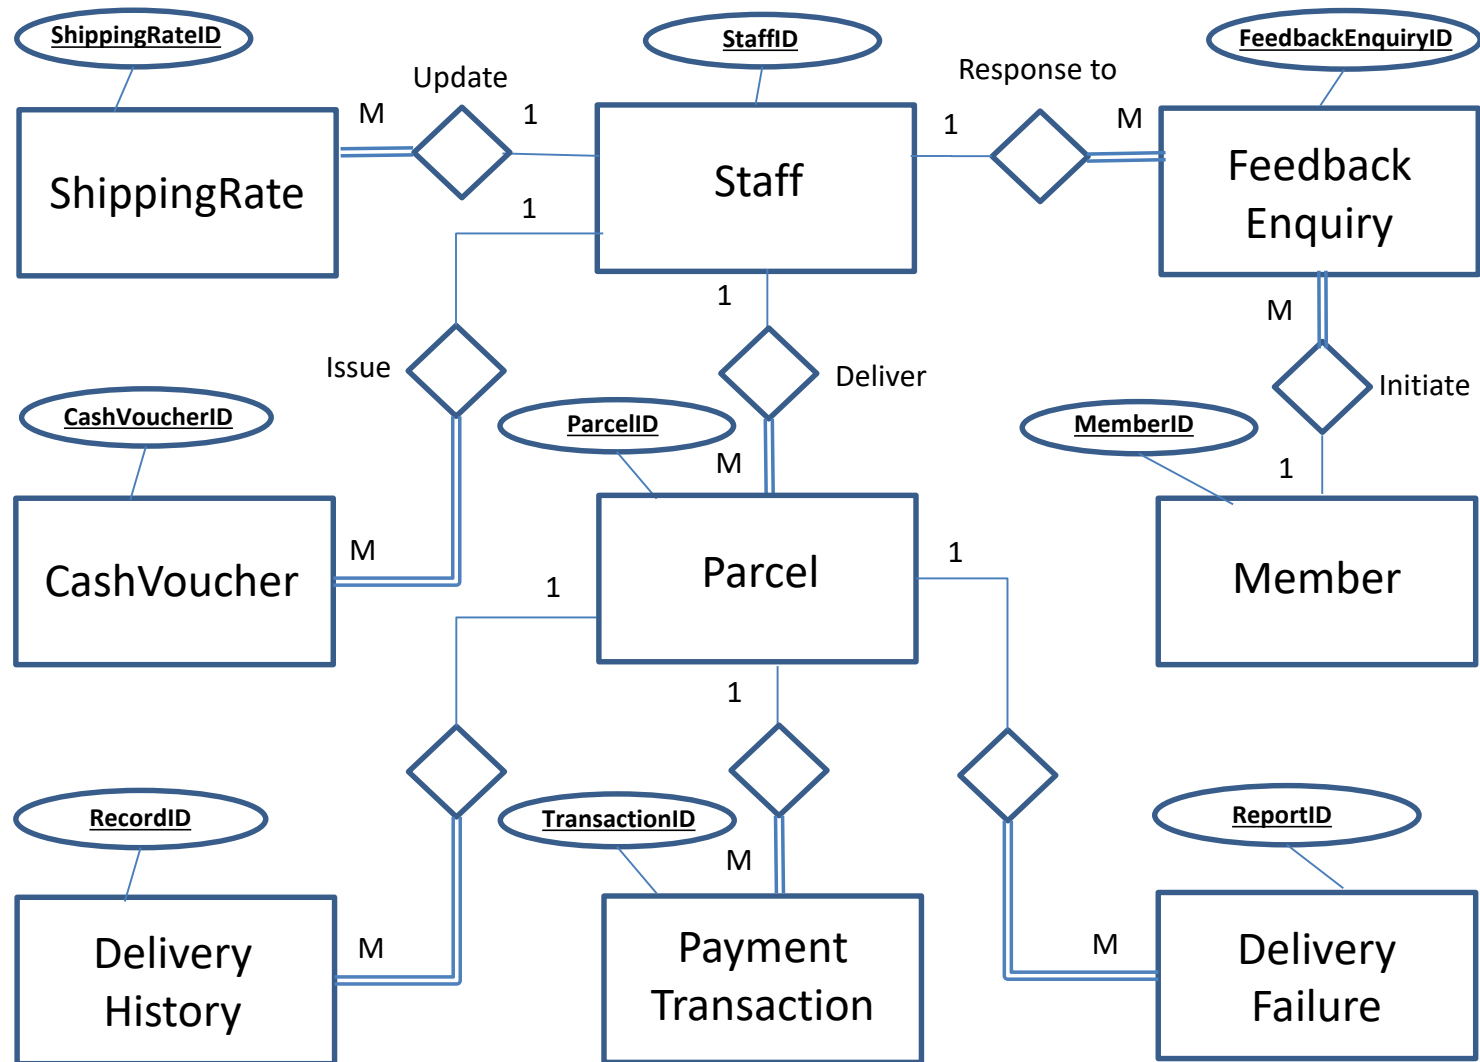 ShippingRateID
StaffID
FeedbackEnquiryID
Update
Response to
M
1
1
M
ShippingRate
Staff
Feedback
Enquiry
1
1
M
Issue
Deliver
Initiate
CashVoucherID
ParcelID
MemberID
M
1
M
1
CashVoucher
Parcel
Member
1
1
RecordID
TransactionID
ReportID
M
M
M
Delivery
History
Payment
Transaction
Delivery
Failure